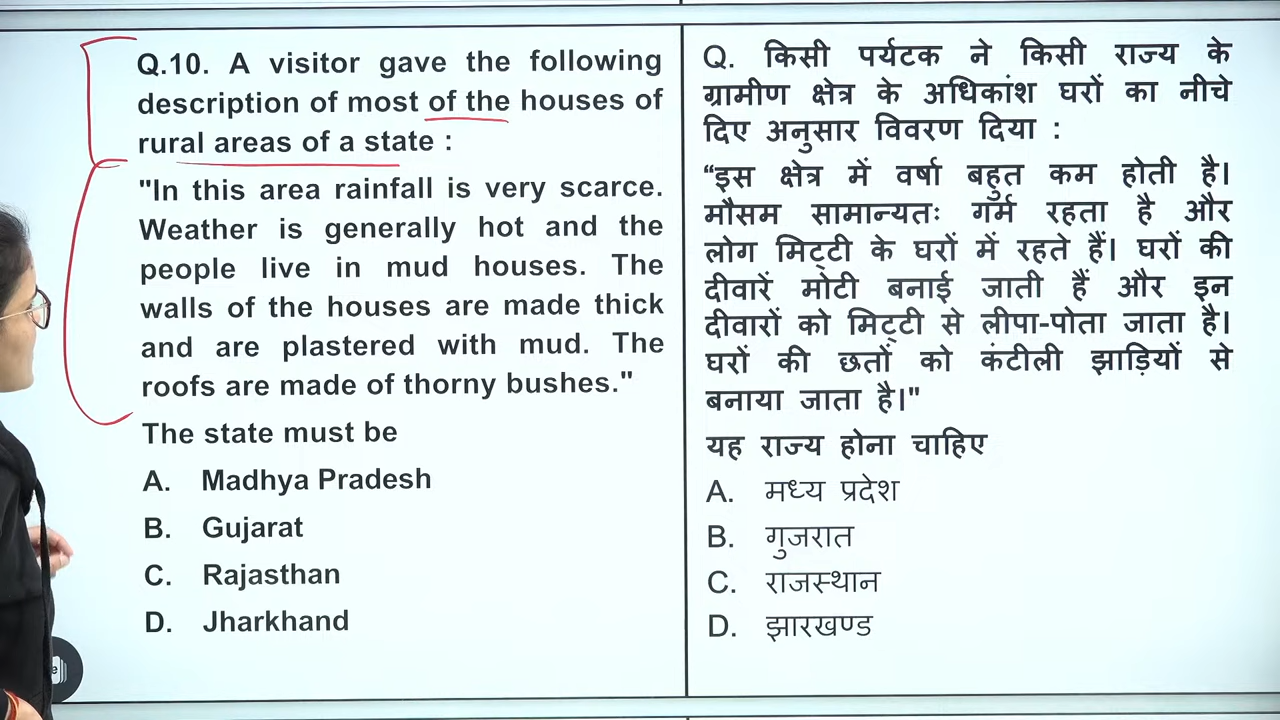 Q.10. A visitor gave the following
description of most of the houses of
rural areas of a state :
"In this area rainfall is very scarce.
Weather is generally hot and the
people live in mud houses. The
walls of the houses are made thick
and are plastered with mud. The
roofs are made of thorny bushes."
The state must be
A. Madhya Pradesh
B. Gujarat
C. Rajasthan
D. Jharkhand
Q. किसी पर्यटक ने किसी राज्य के
ग्रामीण क्षेत्र के अधिकांश घरों का नीचे
दिए अनुसार विवरण दिया :
“इस क्षेत्र में वर्षा बहुत कम होती है।
मौसम सामान्यतः गर्म रहता है और
लोग मिट्टी के घरों में रहते हैं। घरों की
दीवारें मोटी बनाई जाती हैं और इन
दीवारों को मिट्टी से लीपा-पोता जाता है।
घरों की छतों को कंटीली झाड़ियों से
बनाया जाता है।"
यह राज्य होना चाहिए
A. मध्य प्रदेश
B. गुजरात
C. राजस्थान
D. झारखण्ड